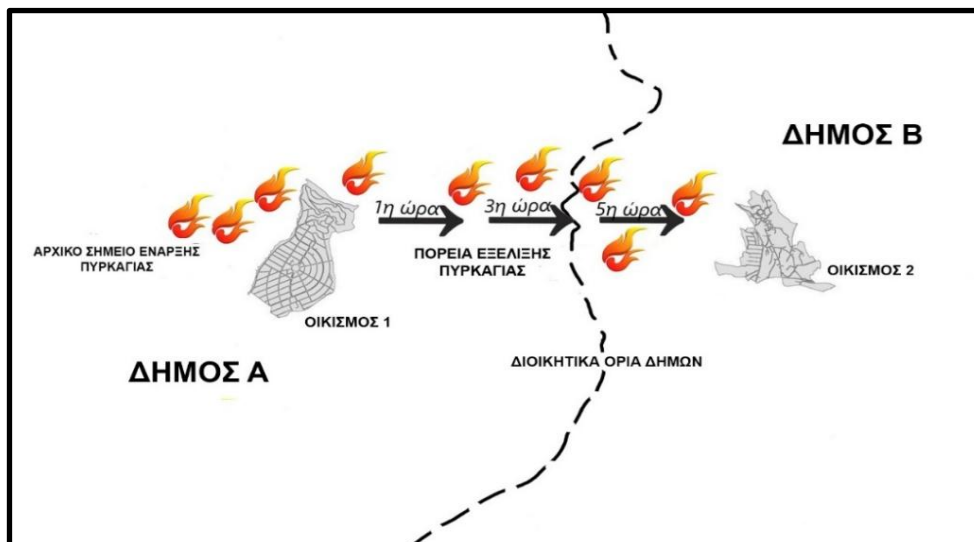 ΔΗΜΟΣ Β
1η ώρα
3η ώρα
5η ώρα
ΑΡΧΙΚΟ ΣΗΜΕΙΟ ΕΝΑΡΞΗΣ
ΠΥΡΚΑΓΙΑΣ
ΠΟΡΕΙΑ ΕΞΕΛΙΞΗΣ
ΠΥΡΚΑΓΙΑΣ
ΟΙΚΙΣΜΟΣ 2
ΟΙΚΙΣΜΟΣ 1
ΔΙΟΙΚΗΤΙΚΑ ΟΡΙΑ ΔΗΜΩΝ
ΔΗΜΟΣ Α